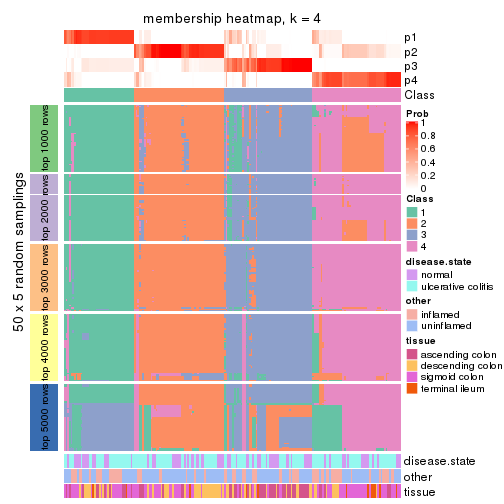 membership heatmap, k = 4
p1
p2
p3
p4
Class
50 x 5 random samplings
top 1000 rows
top 2000 rows
top 3000 rows
top 4000 rows
top 5000 rows
Prob
1
0.8
0.6
0.4
0.2
0
Class
1
2
3
4
disease.state
normal
ulcerative colitis
other
inflamed
uninflamed
tissue
ascending colon
descending colon
sigmoid colon
terminal ileum
disease.state
other
tissue